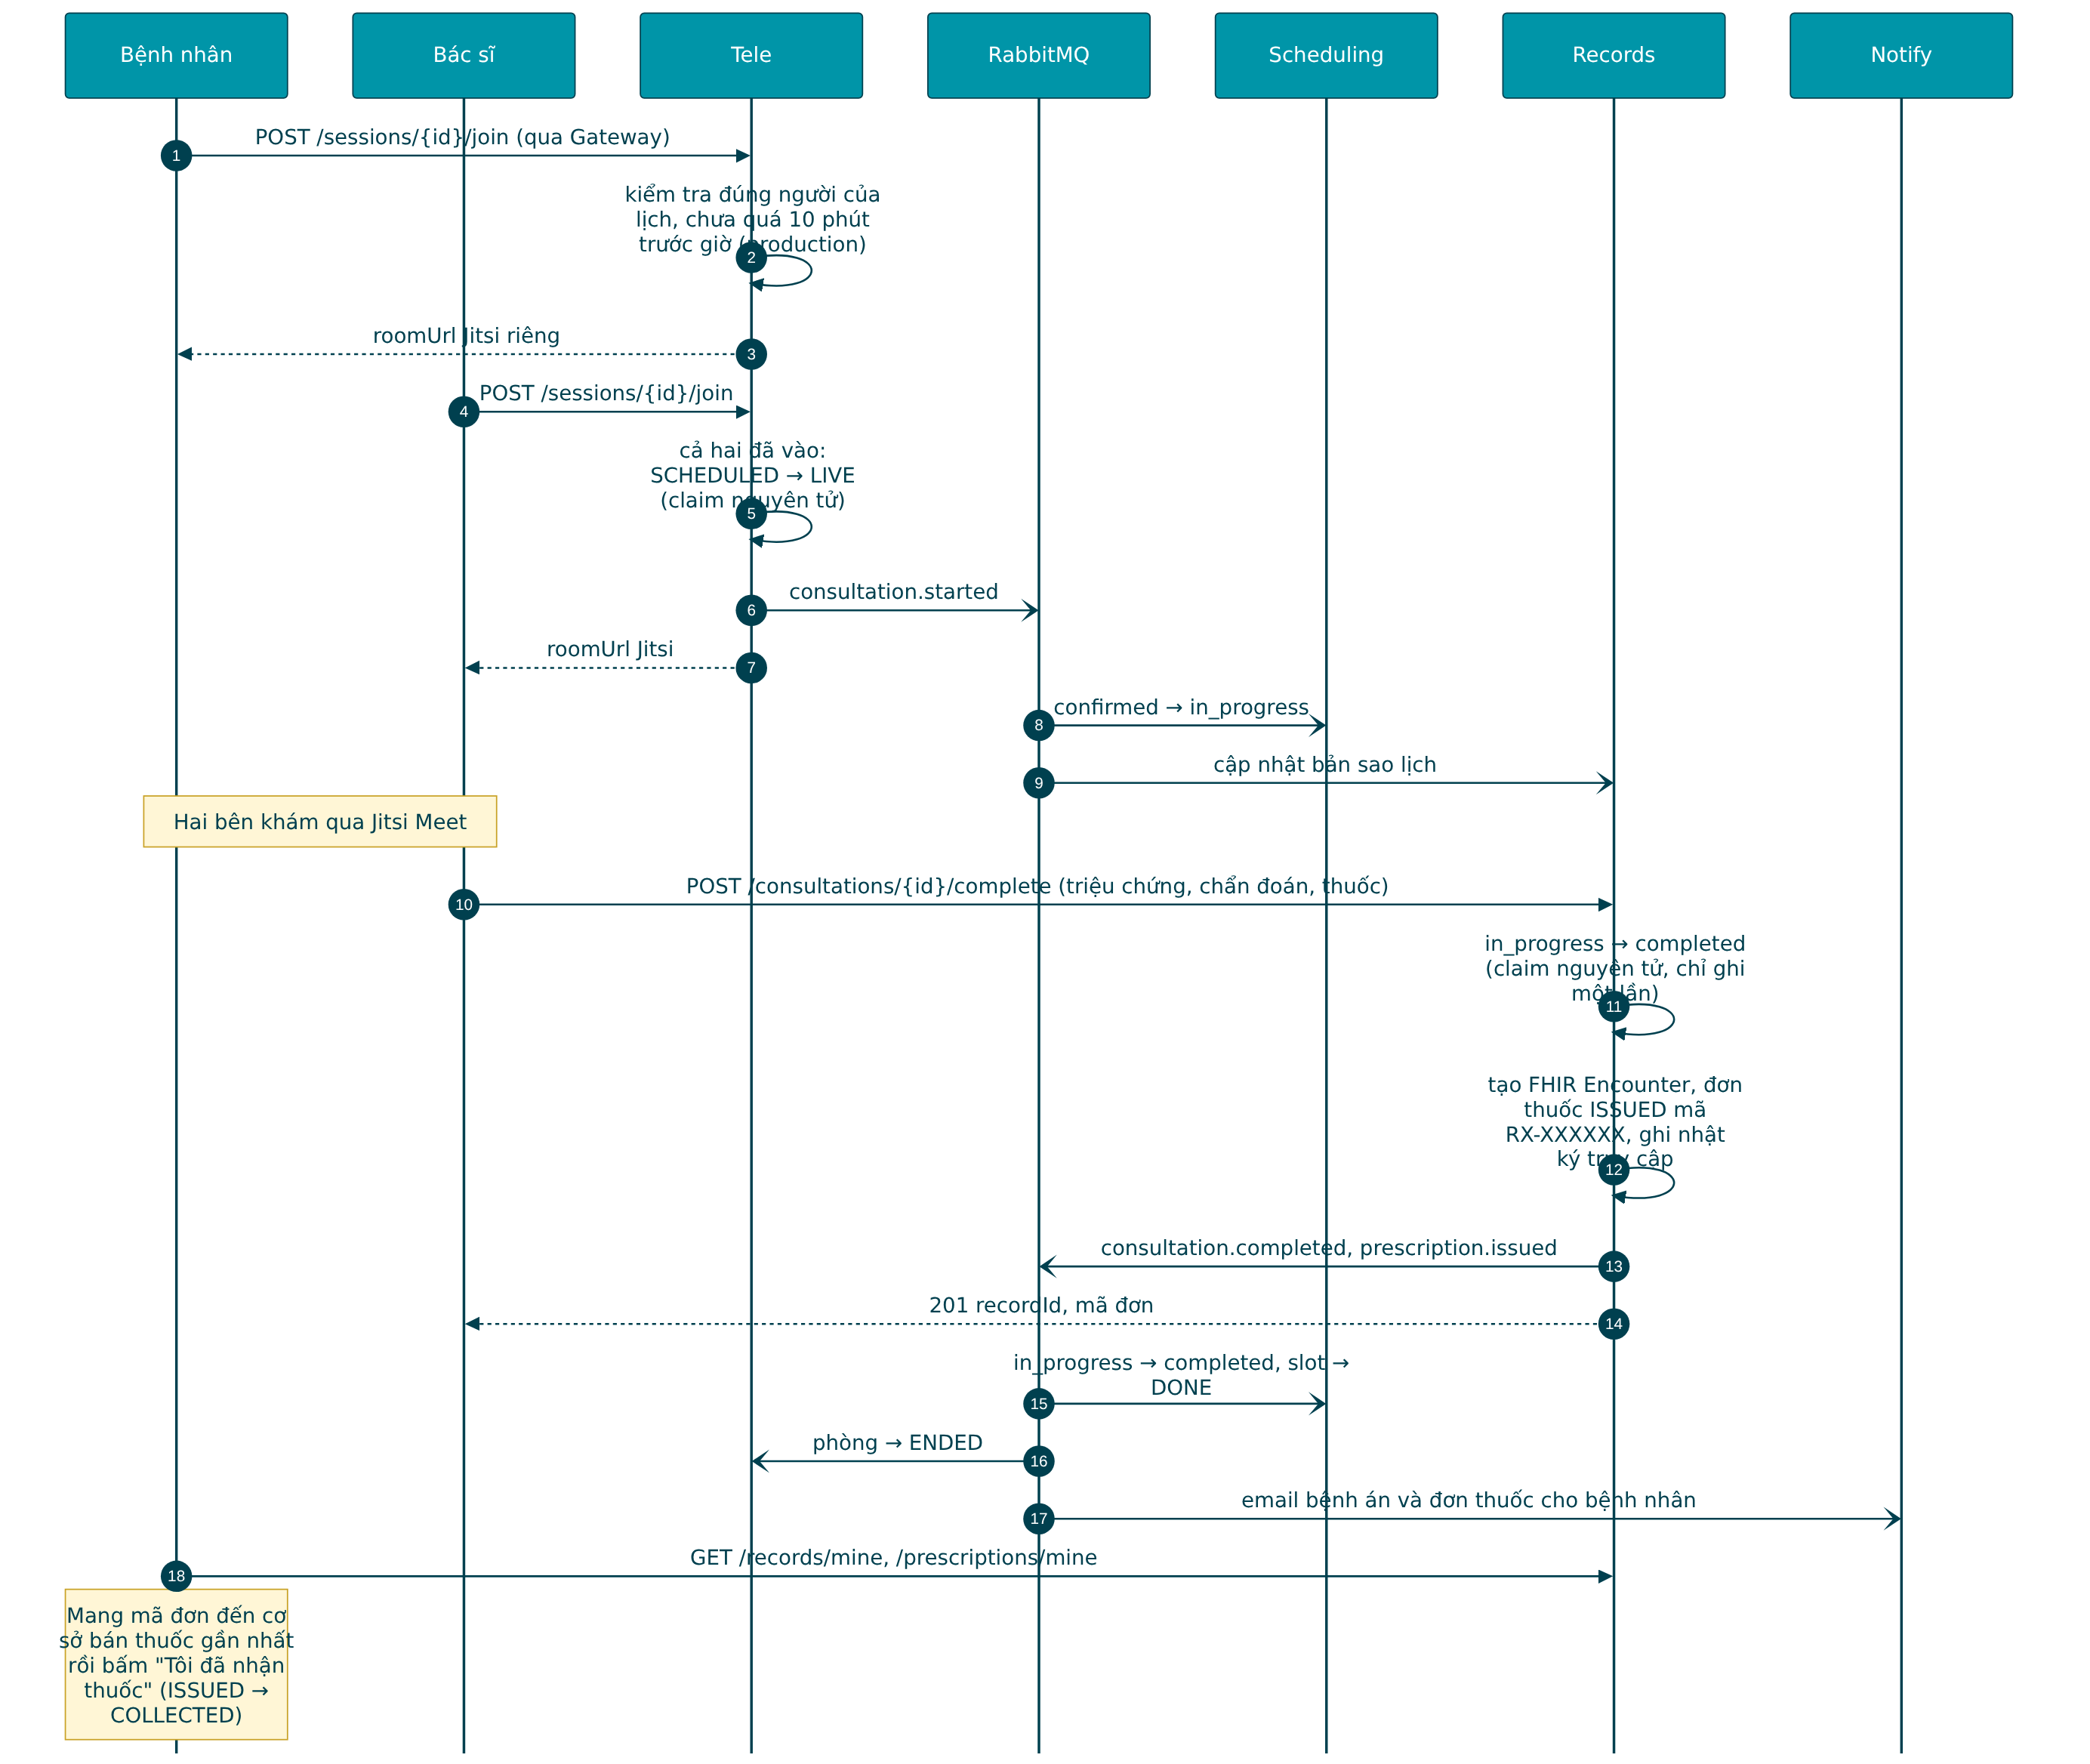 Bệnh nhân
Bác sĩ
Tele
RabbitMQ
Scheduling
Records
Notify
POST /sessions/{id}/join (qua Gateway)
1
kiểm tra đúng người của
lịch, chưa quá 10 phút
trước giờ (production)
2
roomUrl Jitsi riêng
3
POST /sessions/{id}/join
4
cả hai đã vào:
SCHEDULED → LIVE
(claim nguyên tử)
5
consultation.started
6
roomUrl Jitsi
7
confirmed → in_progress
8
cập nhật bản sao lịch
9
Hai bên khám qua Jitsi Meet
POST /consultations/{id}/complete (triệu chứng, chẩn đoán, thuốc)
10
in_progress → completed
(claim nguyên tử, chỉ ghi
một lần)
11
tạo FHIR Encounter, đơn
thuốc ISSUED mã
RX-XXXXXX, ghi nhật
ký truy cập
12
consultation.completed, prescription.issued
13
201 recordId, mã đơn
14
in_progress → completed, slot →
DONE
15
phòng → ENDED
16
email bệnh án và đơn thuốc cho bệnh nhân
17
GET /records/mine, /prescriptions/mine
18
Mang mã đơn đến cơ
sở bán thuốc gần nhất
rồi bấm "Tôi đã nhận
thuốc" (ISSUED →
COLLECTED)